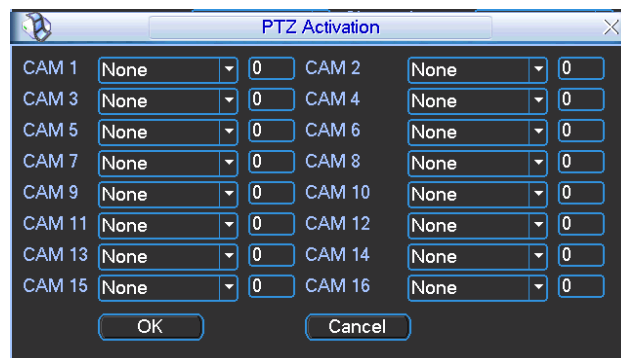 PTZ Activation
CAM 1 None 0 CAM 2 None 0
CAM 3 None 0 CAM 4 None 0
CAM 5 None 0 CAM 6 None 0
CAM 7 None 0 CAM 8 None 0
CAM 9 None 0 CAM 10 None 0
CAM 11 None 0 CAM 12 None 0
CAM 13 None 0 CAM 14 None 0
CAM 15 None 0 CAM 16 None 0
OK Cancel